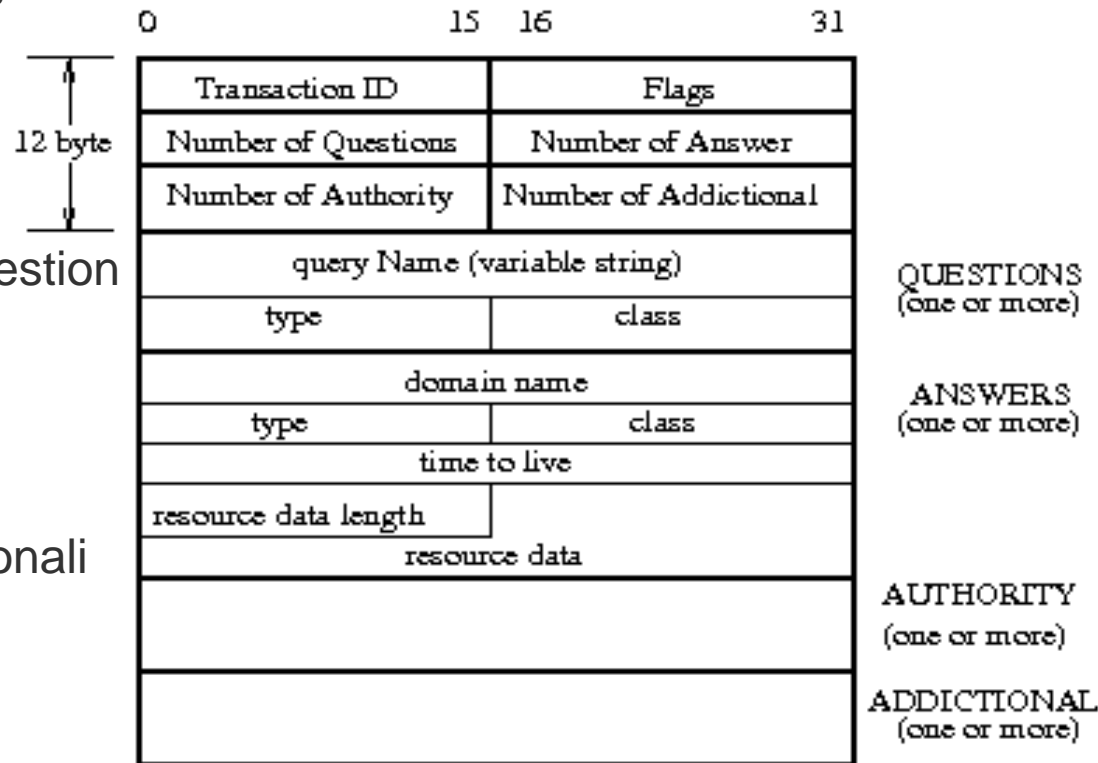 0 15 16 31
Transaction ID Flags
12 byte
Number of Questions Number of Answer
Number of Authority Number of Addictional
estion
query Name (variable string)
QUESTIONS
(one or more)
type class
domain name
ANSWERS
(one or more)
type class
time to live
resource data length
onali
resource data
AUTHORITY
(one or more)
ADDICTIONAL
(one or more)